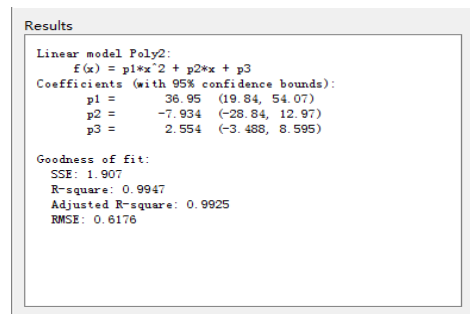 Results
Linear model Poly2:
f(x) = p1*x^2 + p2*x + p3
Coefficients (with 95% confidence bounds):
p1 = 36.95 (19.84, 54.07)
p2 = -7.934 (-28.84, 12.97)
p3 = 2.554 (-3.488, 8.595)
Goodness of fit:
SSE: 1.907
R-square: 0.9947
Adjusted R-square: 0.9925
RMSE: 0.6176